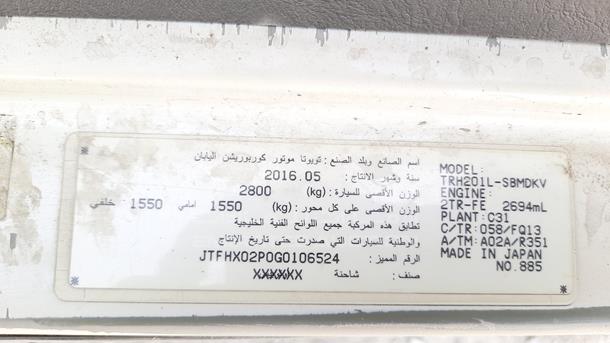 اسم الصانع وبلد الصنع : تويوتا موتور كوربوريشن اليابان
سنة وشهر الانتاج : 2016.05
الوزن الأقصى للسيارة : (kg) 2800
الوزن الأقصى على كل محور : (kg) 1550 امامي 1550 خلفي
تطابق هذه المركبة جميع اللوائح الفنية الخليجية
والوطنية للسيارات التي صدرت حتى تاريخ الإنتاج
الرقم المميز : JTFHX02P0G0106524
صنف : شاحنة XXXXXX
MODEL:
TRH201L-SBMDKV
ENGINE:
2TR-FE 2694mL
PLANT: C31
C/TR: 058/FQ13
A/TM: A02A/R351
MADE IN JAPAN
NO.885